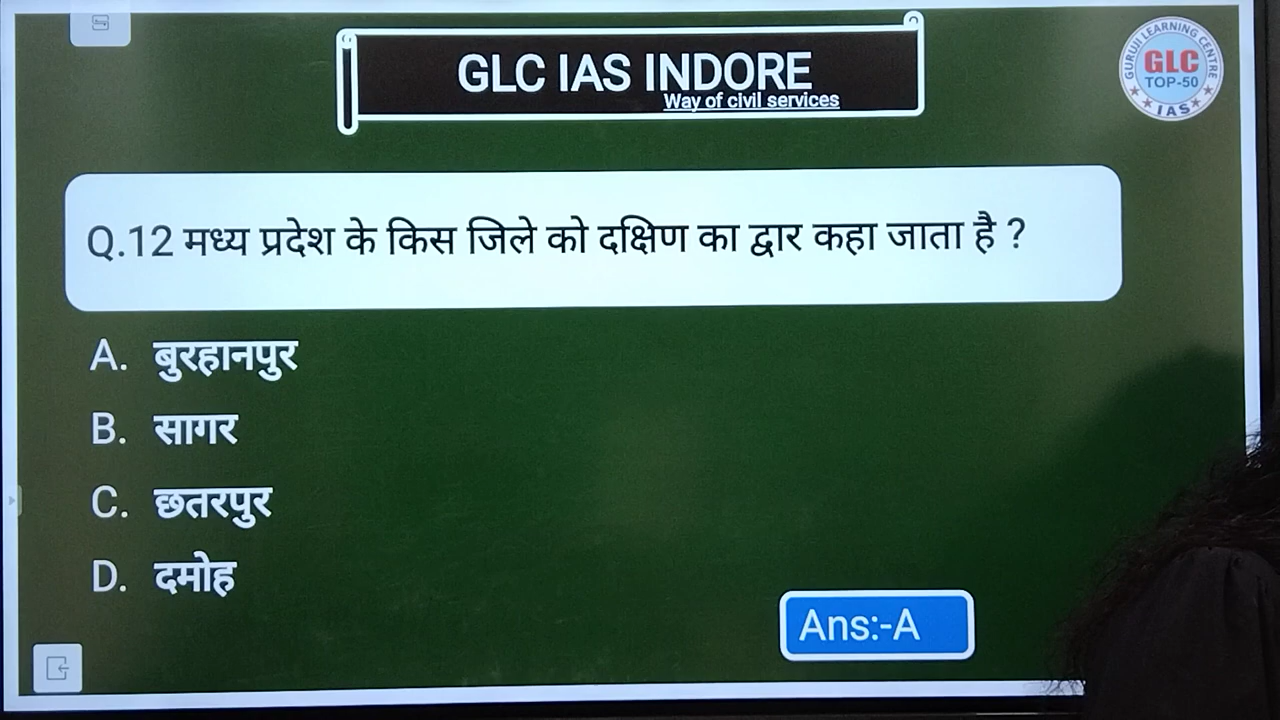 GLC IAS INDORE
Way of civil services
GURUJI LEARNING CENTRE
GLC
TOP-50
IAS
Q.12 मध्य प्रदेश के किस जिले को दक्षिण का द्वार कहा जाता है ?
A. बुरहानपुर
B. सागर
C. छतरपुर
D. दमोह
Ans:-A